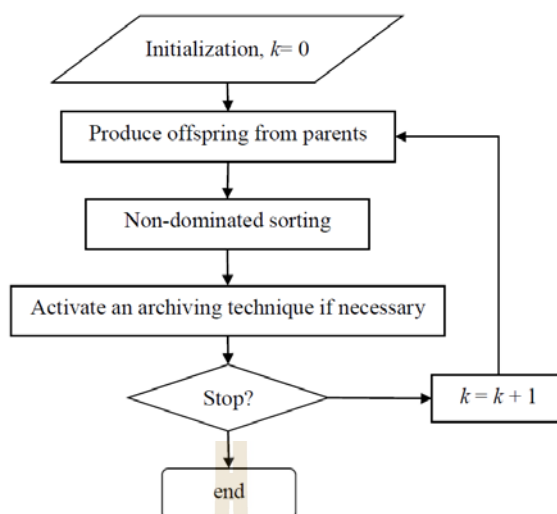 Initialization, k= 0
Produce offspring from parents
Non-dominated sorting
Activate an archiving technique if necessary
Stop?
k = k + 1
end